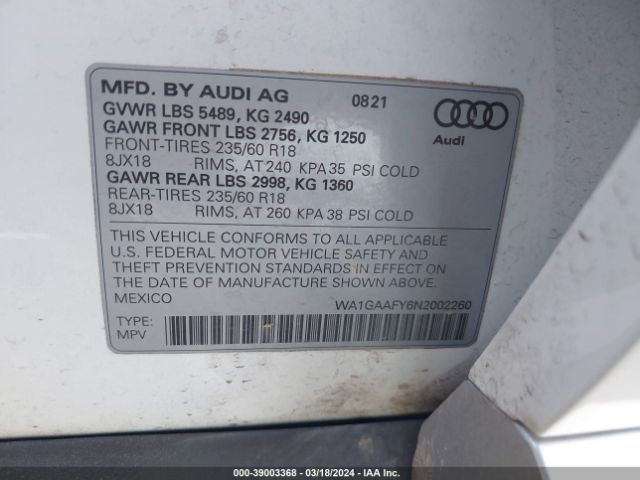 MFD. BY AUDI AG 0821
GVWR LBS 5489, KG 2490
GAWR FRONT LBS 2756, KG 1250
FRONT-TIRES 235/60 R18
8JX18 RIMS, AT 240 KPA 35 PSI COLD
GAWR REAR LBS 2998, KG 1360
REAR-TIRES 235/60 R18
8JX18 RIMS, AT 260 KPA 38 PSI COLD
Audi
THIS VEHICLE CONFORMS TO ALL APPLICABLE
U.S. FEDERAL MOTOR VEHICLE SAFETY AND
THEFT PREVENTION STANDARDS IN EFFECT ON
THE DATE OF MANUFACTURE SHOWN ABOVE.
MEXICO WA1GAAFY6N2002260
TYPE:
MPV
000-39003368 | 03/18/2024 | IAA Inc.